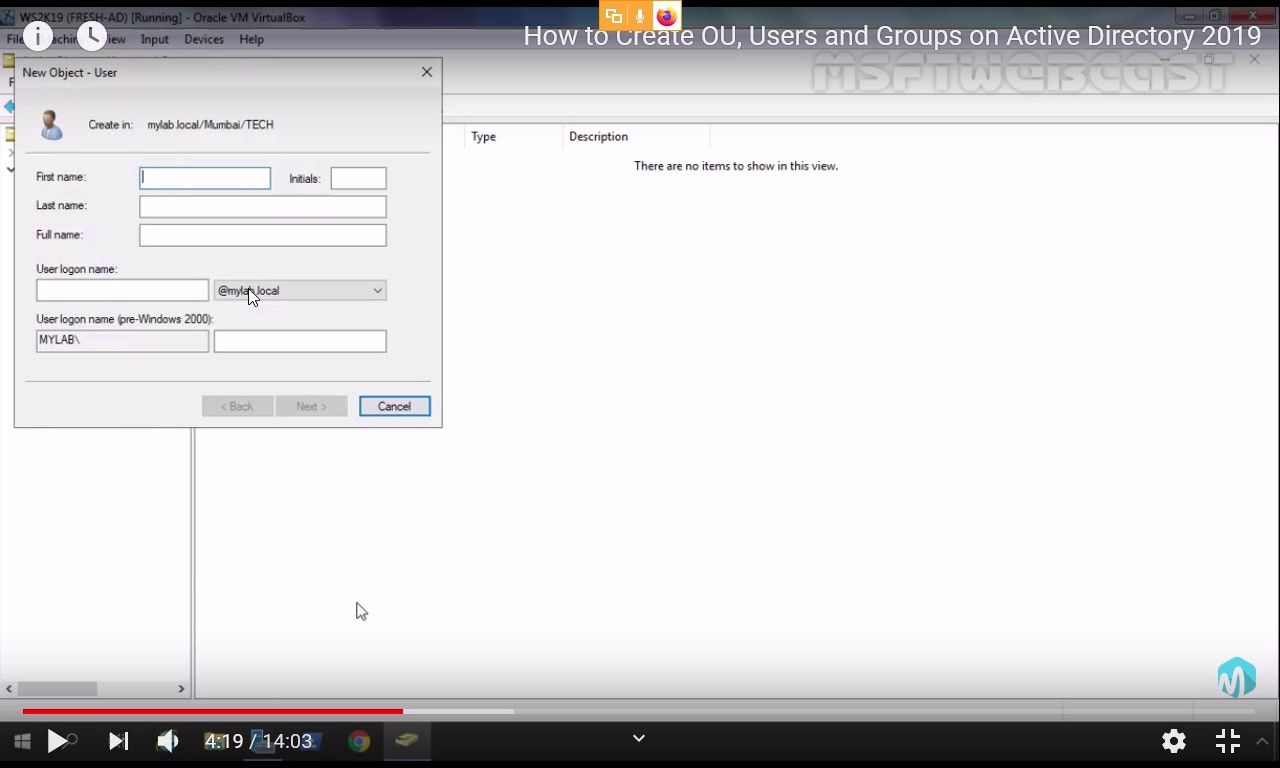 WS2K19 (FRESH-AD) [Running] - Oracle VM VirtualBox
Input Devices Help
How to Create OU, Users and Groups on Active Directory 2019
MSFTWEBCAST
New Object - User
Create in: mylab.local/Mumbai/TECH
Type Description
There are no items to show in this view.
First name:
Initials:
Last name:
Full name:
User logon name:
@mylab.local
User logon name (pre-Windows 2000):
MYLAB\
< Back Next > Cancel
4:19 / 14:03